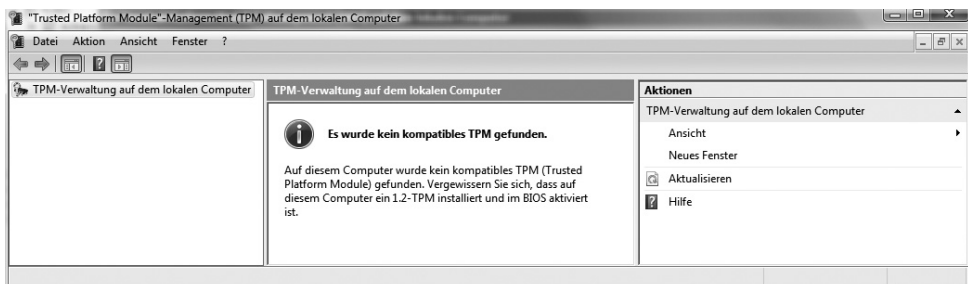 "Trusted Platform Module"-Management (TPM) auf dem lokalen Computer
Datei Aktion Ansicht Fenster ?
TPM-Verwaltung auf dem lokalen Computer
TPM-Verwaltung auf dem lokalen Computer
Es wurde kein kompatibles TPM gefunden.
Auf diesem Computer wurde kein kompatibles TPM (Trusted
Platform Module) gefunden. Vergewissern Sie sich, dass auf
diesem Computer ein 1.2-TPM installiert und im BIOS aktiviert
ist.
Aktionen
TPM-Verwaltung auf dem lokalen Computer
Ansicht
Neues Fenster
Aktualisieren
Hilfe